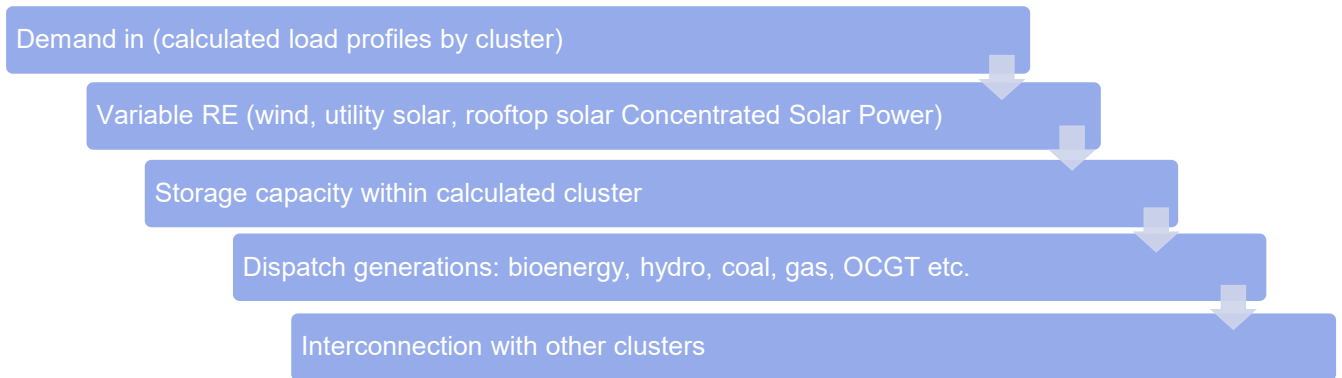 Demand in (calculated load profiles by cluster)
Variable RE (wind, utility solar, rooftop solar Concentrated Solar Power)
Storage capacity within calculated cluster
Dispatch generations: bioenergy, hydro, coal, gas, OCGT etc.
Interconnection with other clusters